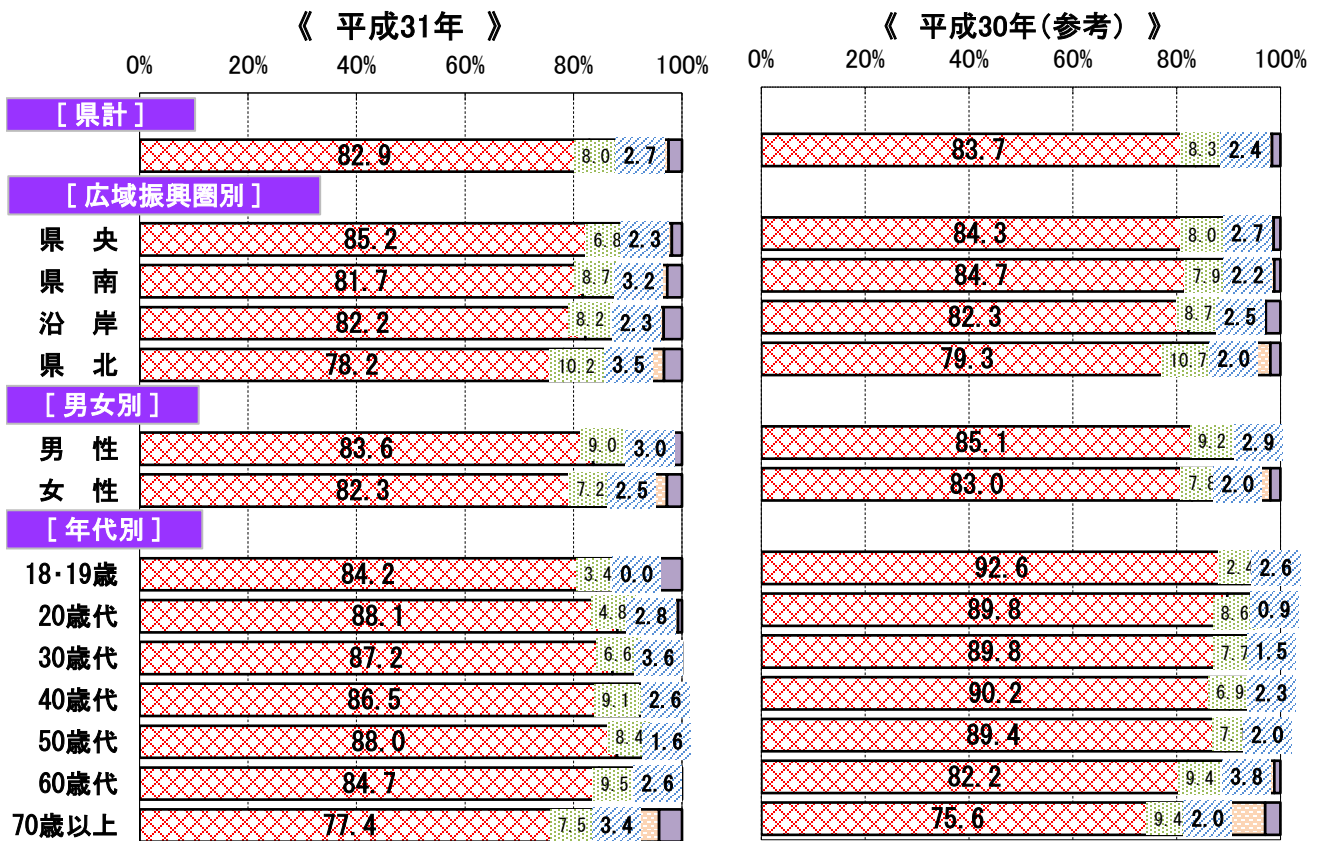 《 平成31年 》 《 平成30年(参考) 》
0% 20% 40% 60% 80% 100% 0% 20% 40% 60% 80% 100%
[ 県計 ]
82.9 8.0 2.7 83.7 8.3 2.4
[ 広域振興圏別 ]
県 央 85.2 6.8 2.3 84.3 8.0 2.7
県 南 81.7 8.7 3.2 84.7 7.9 2.2
沿 岸 82.2 8.2 2.3 82.3 8.7 2.5
県 北 78.2 10.2 3.5 79.3 10.7 2.0
[ 男女別 ]
男 性 83.6 9.0 3.0 85.1 9.2 2.9
女 性 82.3 7.2 2.5 83.0 7.8 2.0
[ 年代別 ]
18・19歳 84.2 3.4 0.0 92.6 2.4 2.6
20歳代 88.1 4.8 2.8 89.8 8.6 0.9
30歳代 87.2 6.6 3.6 89.8 7.7 1.5
40歳代 86.5 9.1 2.6 90.2 6.9 2.3
50歳代 88.0 8.4 1.6 89.4 7. 2.0
60歳代 84.7 9.5 2.6 82.2 9.4 3.8
70歳以上 77.4 7.5 3.4 75.6 9.4 2.0